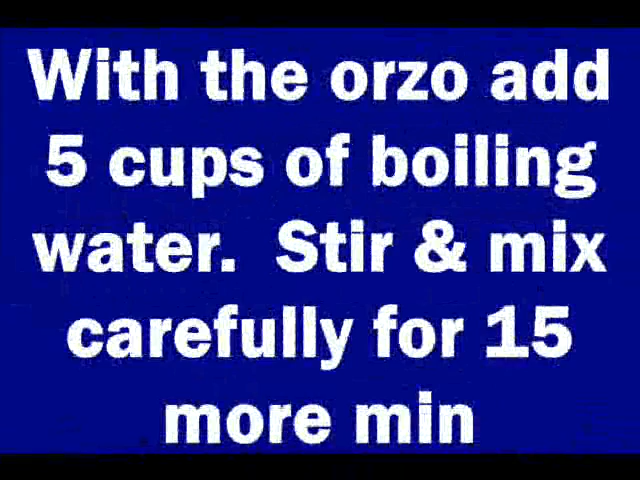 With the orzo add
5 cups of boiling
water.  Stir & mix
carefully for 15
more min